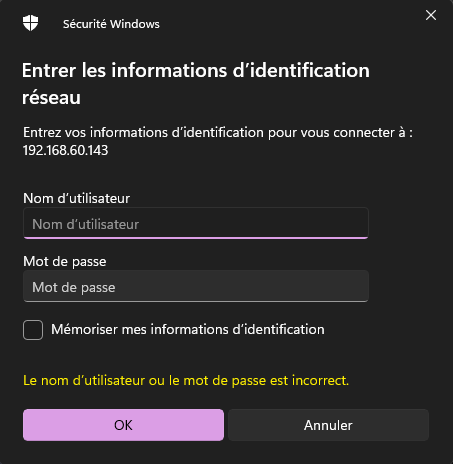 Sécurité Windows
Entrer les informations d’identification
réseau
Entrez vos informations d’identification pour vous connecter à :
192.168.60.143
Nom d’utilisateur
Nom d’utilisateur
Mot de passe
Mot de passe
Mémoriser mes informations d’identification
Le nom d’utilisateur ou le mot de passe est incorrect.
OK
Annuler